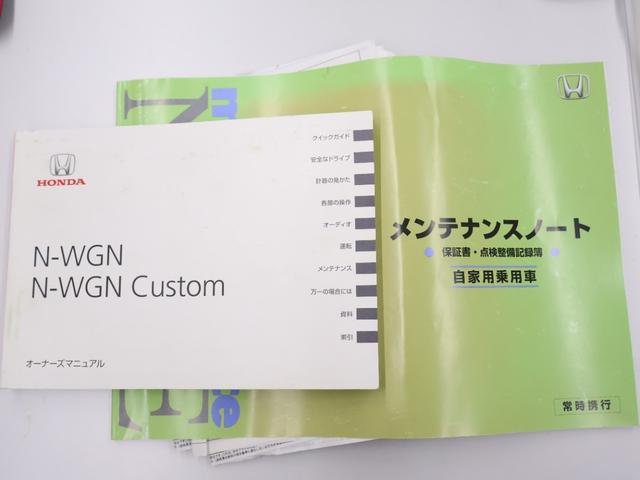 HONDA
N-WGN
N-WGN Custom
オーナーズマニュアル
クイックガイド
安全なドライブ
計器の見かた
各部の操作
オーディオ
運転
メンテナンス
万一の場合には
資料
索引
メンテナンスノート
保証書・点検整備記録簿
自家用乗用車
常時携行